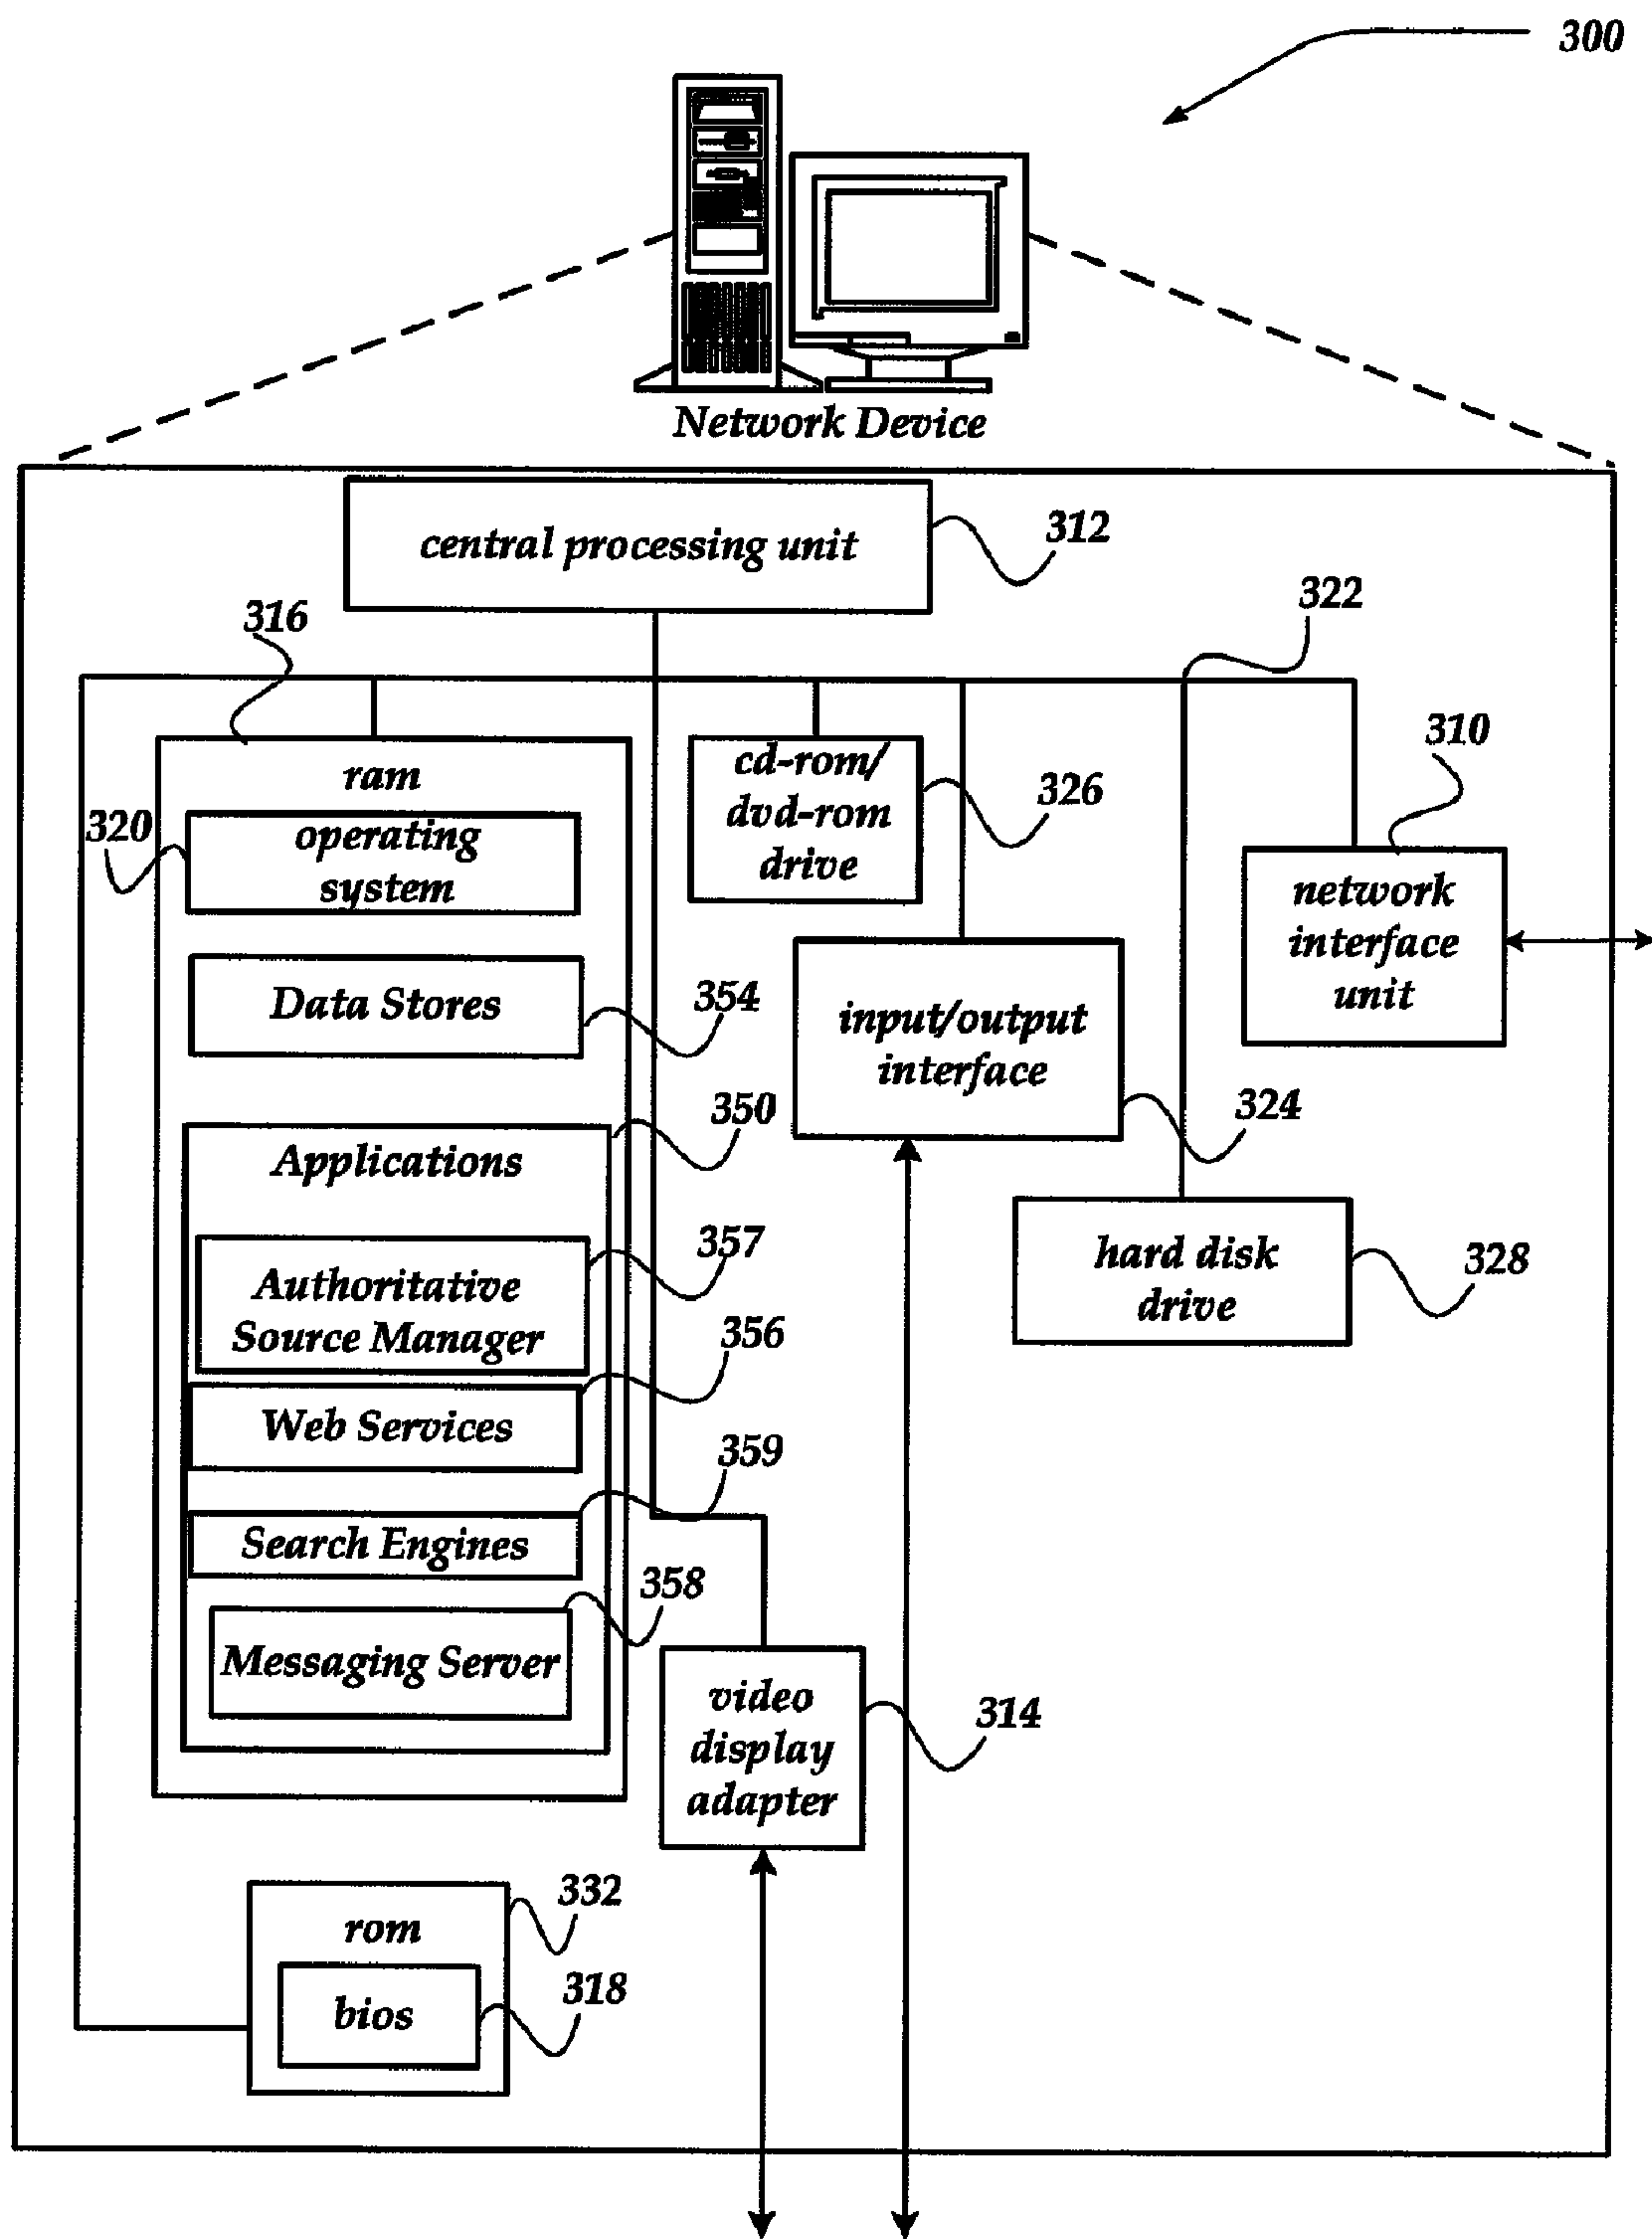 300
Network Device
central processing unit
312
322
316
ram
cd-rom/
dvd-rom
drive
326
310
320
operating
system
network
interface
unit
Data Stores
354
input/output
interface
324
350
Applications
357
Authoritative
Source Manager
hard disk
drive
328
356
Web Services
359
Search Engines
358
Messaging Server
video
display
adapter
314
332
rom
318
bios